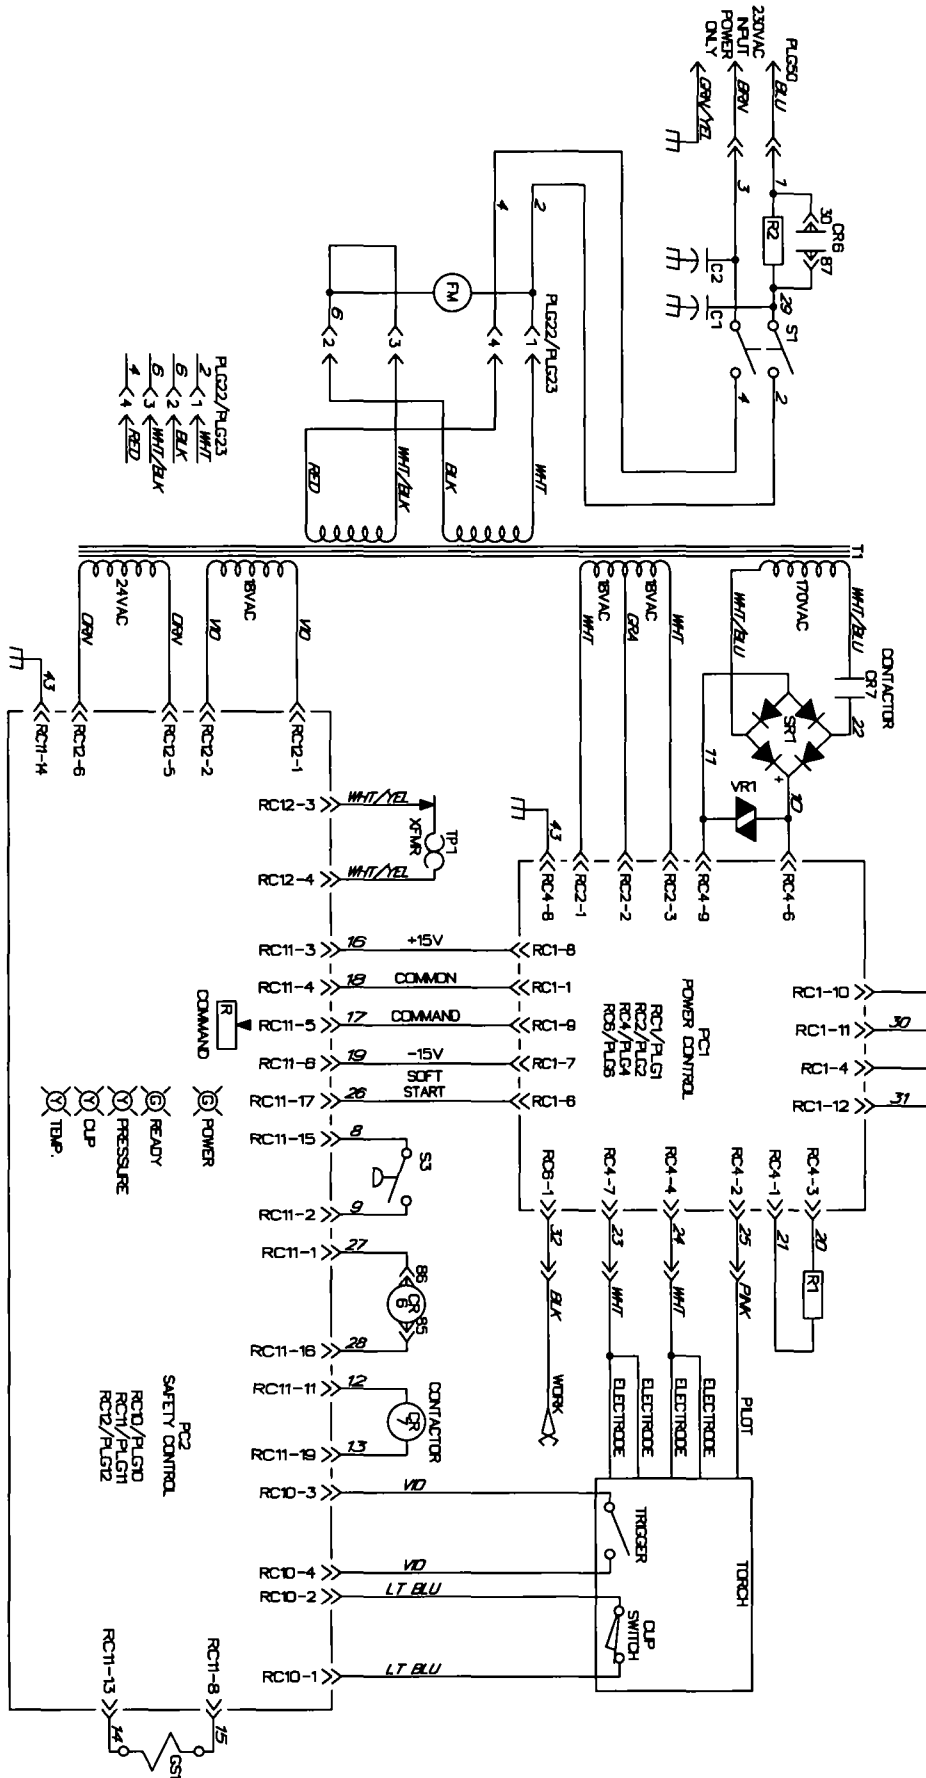 PLG50
230VAC
INPUT
POWER
ONLY
BLU
BRN
GRN/YEL
1
3
30
CR6
87
R2
C2
C1
29
S1
4
2
4
2
FM
PLG22/PLG23
6
2
3
4
1
PLG22/PLG23
2 1 WHT
6 2 BLK
6 3 WHT/BLK
4 4 RED
RED
WHT/BLK
BLK
WHT
T1
24VAC
18VAC
18VAC
18VAC
170VAC
ORN
ORN
VIO
VIO
WHT
GRA
WHT
WHT/BLU
WHT/BLU
CONTACTOR
CR7
22
SR1
+
11
10
VR1
43
RC11-14
RC12-6
RC12-5
RC12-2
RC12-1
43
RC4-8
RC2-1
RC2-2
RC2-3
RC4-9
RC4-6
RC12-3
WHT/YEL
TP1
XFMR
RC12-4
WHT/YEL
RC11-3 16 +15V RC1-8
RC11-4 18 COMMON RC1-1
RC11-5 17 COMMAND RC1-9
RC11-6 19 -15V RC1-7
RC11-17 26 SOFT
START RC1-6
R
COMMAND
PC1
POWER CONTROL
RC1/PLG1
RC2/PLG2
RC4/PLG4
RC6/PLG6
RC1-10
RC1-11 30
RC1-4
RC1-12 31
Y TEMP.
Y CUP
Y PRESSURE
G READY
G POWER
RC11-15 8
S3
RC11-2 9
RC11-1 27
86
CR
6
85
RC11-16 28
RC11-11 12
CONTACTOR
CR
7
RC11-19 13
RC6-1
RC4-7
RC4-4
RC4-2
RC4-1
RC4-3
32
23
24
25
21
20
BLK
WHT
WHT
PINK
R1
WORK
ELECTRODE
ELECTRODE
ELECTRODE
ELECTRODE
PILOT
PC2
SAFETY CONTROL
RC10/PLG10
RC11/PLG11
RC12/PLG12
RC10-3 VIO
TRIGGER
TORCH
RC10-4 VIO
RC10-2 LT BLU
CUP
SWITCH
RC10-1 LT BLU
RC11-13
RC11-8
14
15